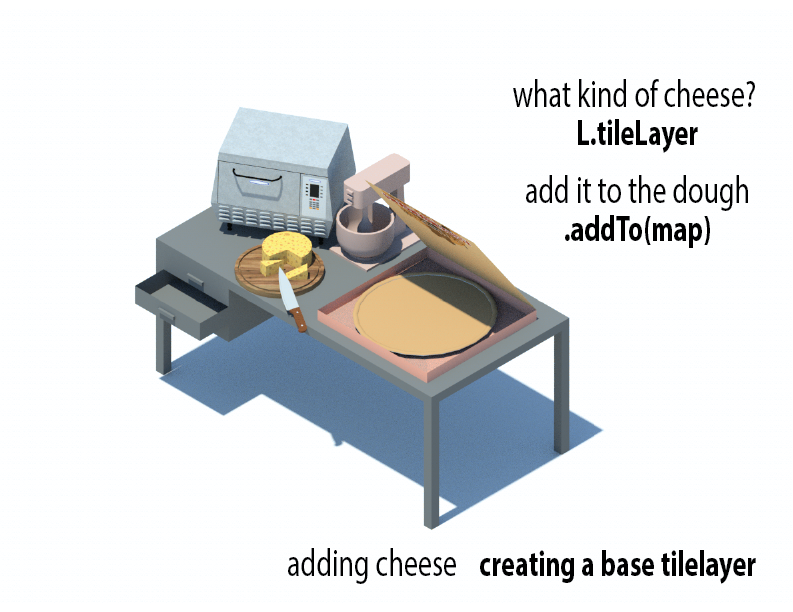 what kind of cheese?
L.tileLayer
add it to the dough
.addTo(map)
adding cheese creating a base tilelayer